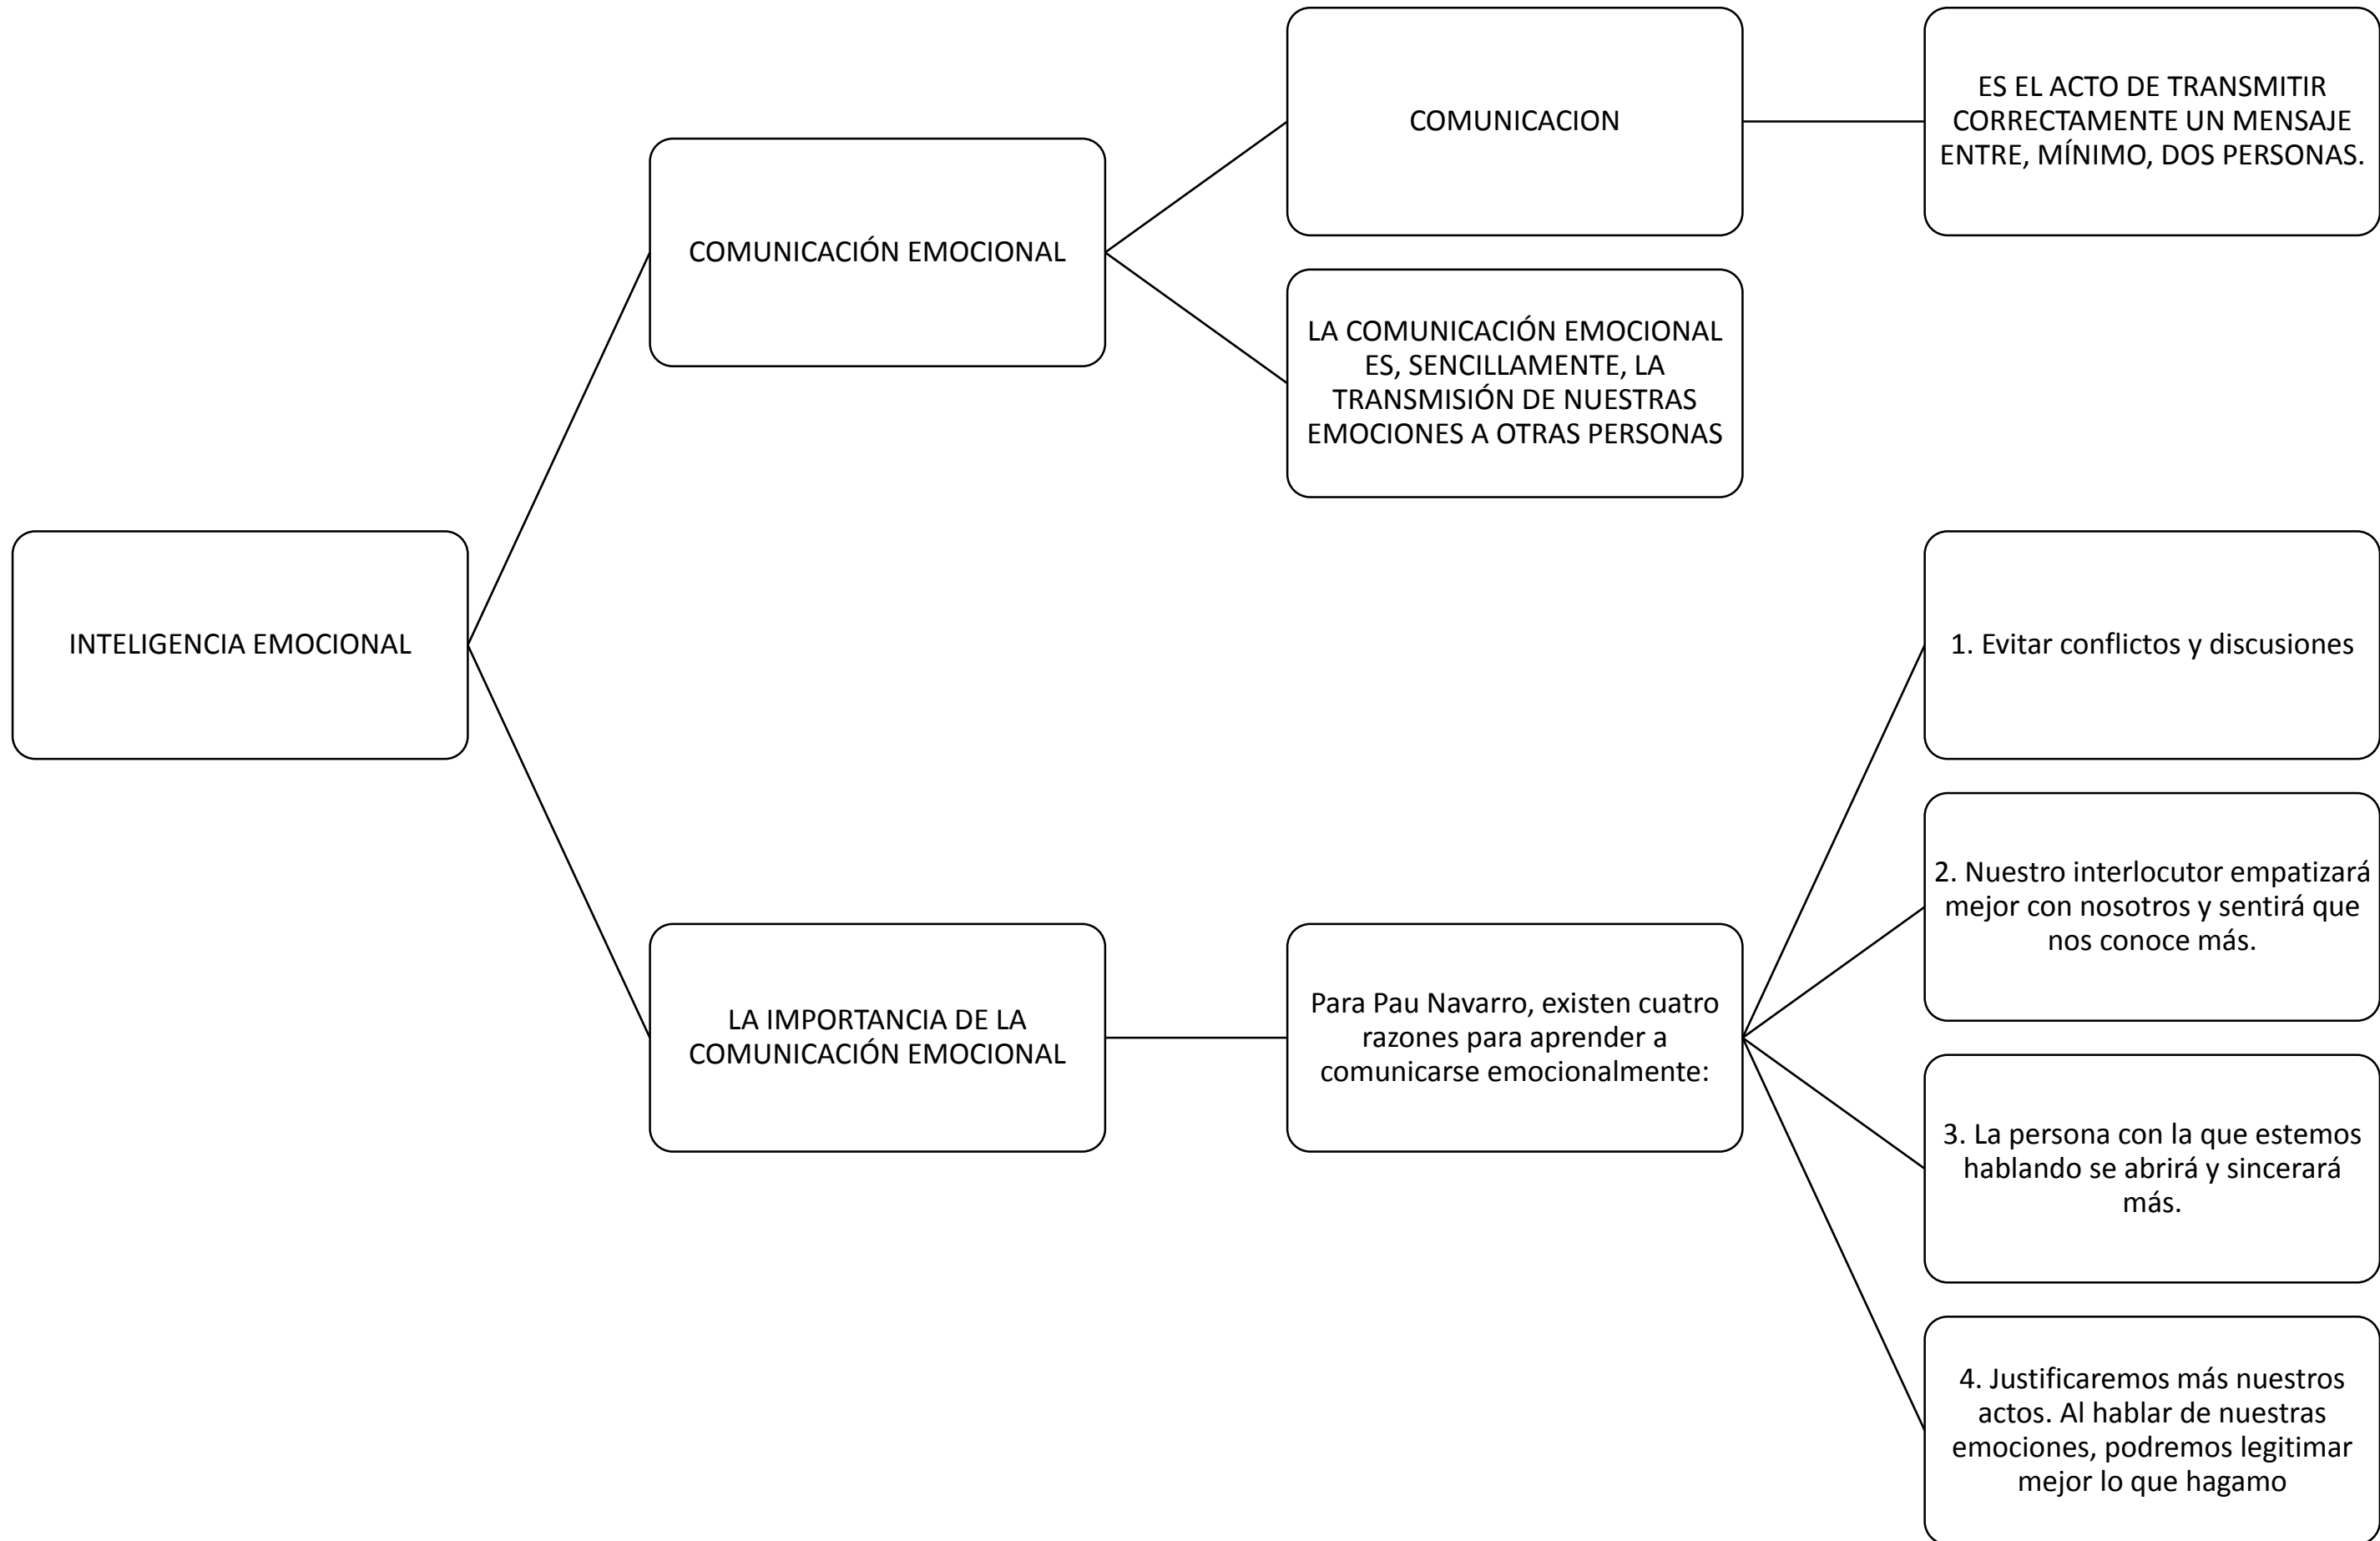 INTELIGENCIA EMOCIONAL
COMUNICACIÓN EMOCIONAL
COMUNICACION
ES EL ACTO DE TRANSMITIR
CORRECTAMENTE UN MENSAJE
ENTRE, MÍNIMO, DOS PERSONAS.
LA COMUNICACIÓN EMOCIONAL
ES, SENCILLAMENTE, LA
TRANSMISIÓN DE NUESTRAS
EMOCIONES A OTRAS PERSONAS
LA IMPORTANCIA DE LA
COMUNICACIÓN EMOCIONAL
Para Pau Navarro, existen cuatro
razones para aprender a
comunicarse emocionalmente:
1. Evitar conflictos y discusiones
2. Nuestro interlocutor empatizará
mejor con nosotros y sentirá que
nos conoce más.
3. La persona con la que estemos
hablando se abrirá y sincerará
más.
4. Justificaremos más nuestros
actos. Al hablar de nuestras
emociones, podremos legitimar
mejor lo que hagamo